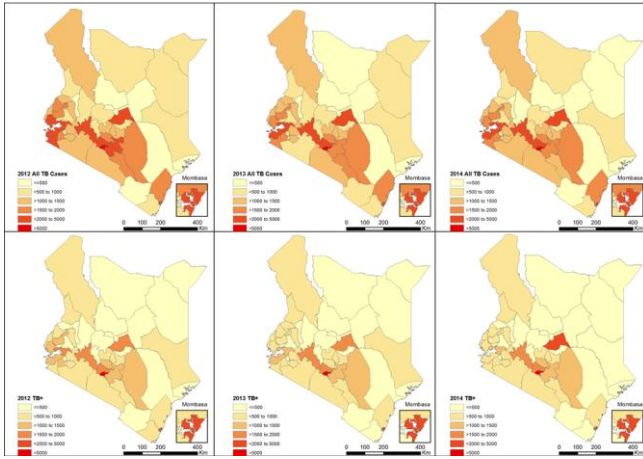 2012 All TB Cases
<=500
>500 to 1000
>1000 to 1500
>1500 to 2000
>2000 to 5000
>5000
Mombasa
0 100 200 400
Km
2013 All TB Cases
<=500
>500 to 1000
>1000 to 1500
>1500 to 2000
>2000 to 5000
>5000
Mombasa
0 100 200 400
Km
2014 All TB Cases
<=500
>500 to 1000
>1000 to 1500
>1500 to 2000
>2000 to 5000
>5000
Mombasa
0 100 200 400
Km
2012 TB+
<=500
>500 to 1000
>1000 to 1500
>1500 to 2000
>2000 to 5000
>5000
Mombasa
0 100 200 400
Km
2013 TB+
<=500
>500 to 1000
>1000 to 1500
>1500 to 2000
>2000 to 5000
>5000
Mombasa
0 100 200 400
Km
2014 TB+
<=500
>500 to 1000
>1000 to 1500
>1500 to 2000
>2000 to 5000
>5000
Mombasa
0 100 200 400
Km